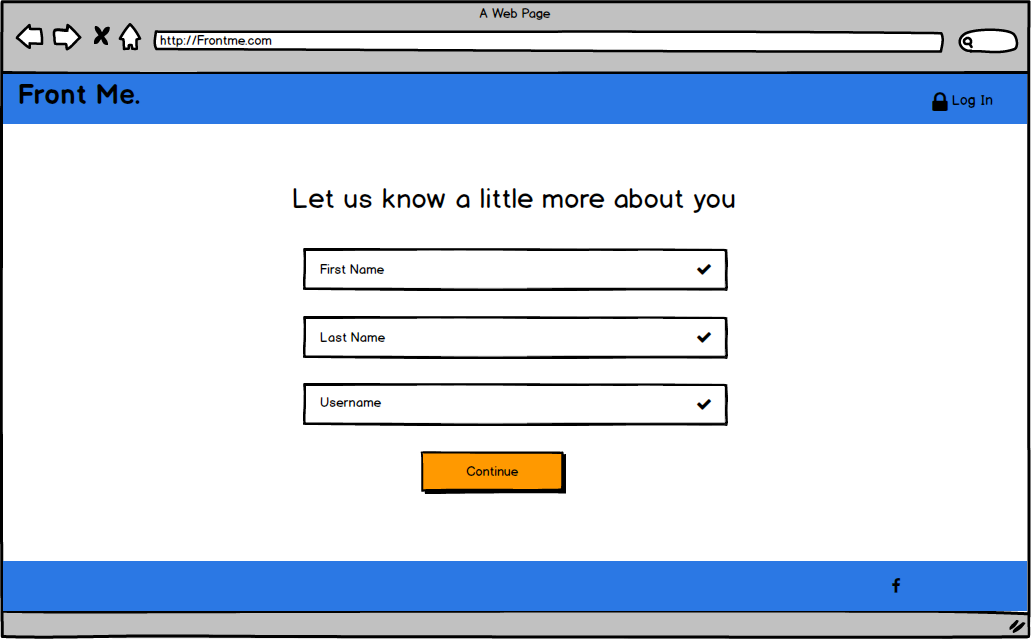 A Web Page
http://Frontme.com
Front Me.
Log In
Let us know a little more about you
First Name
Last Name
Username
Continue